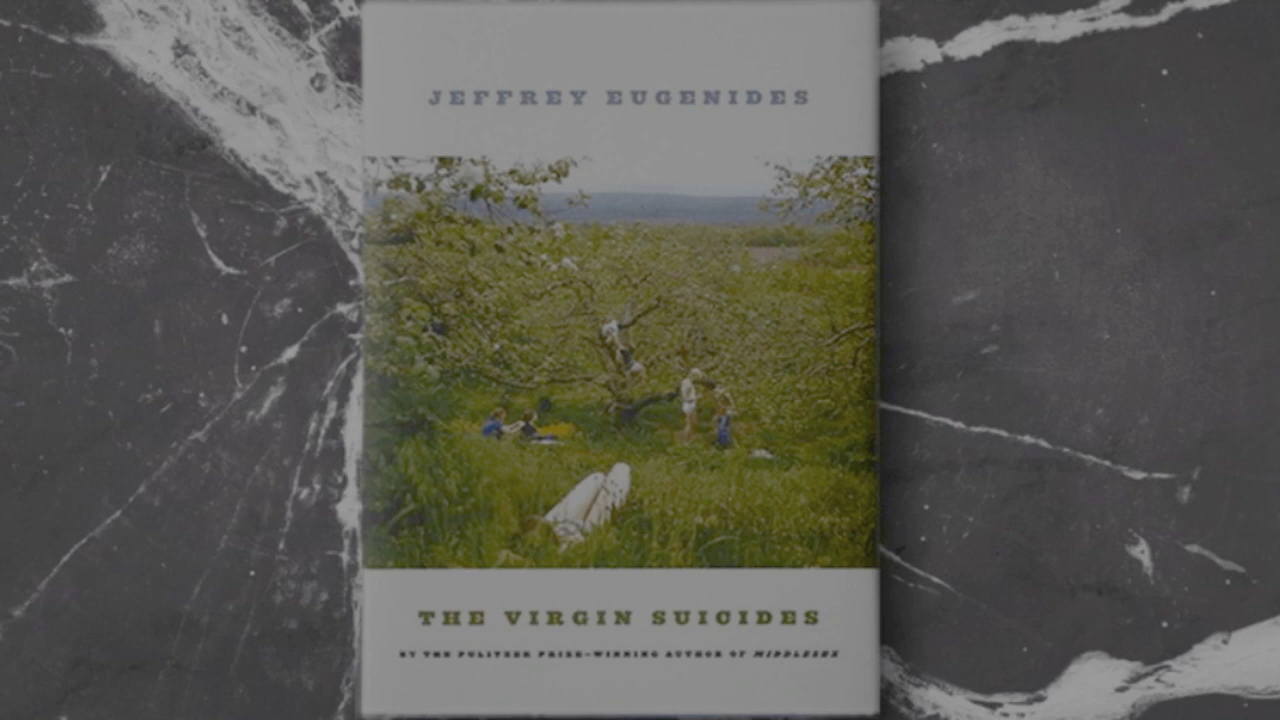 JEFFREY EUGENIDES
THE VIRGIN SUICIDES
BY THE PULITZER PRIZE–WINNING AUTHOR OF MIDDLESEX